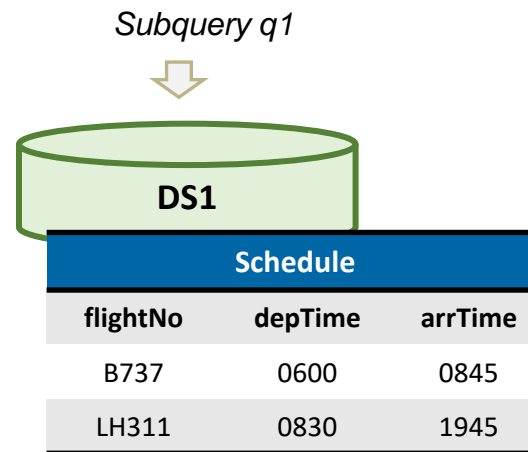 Subquery q1
DS1
Schedule
flightNo depTime arrTime
B737 0600 0845
LH311 0830 1945